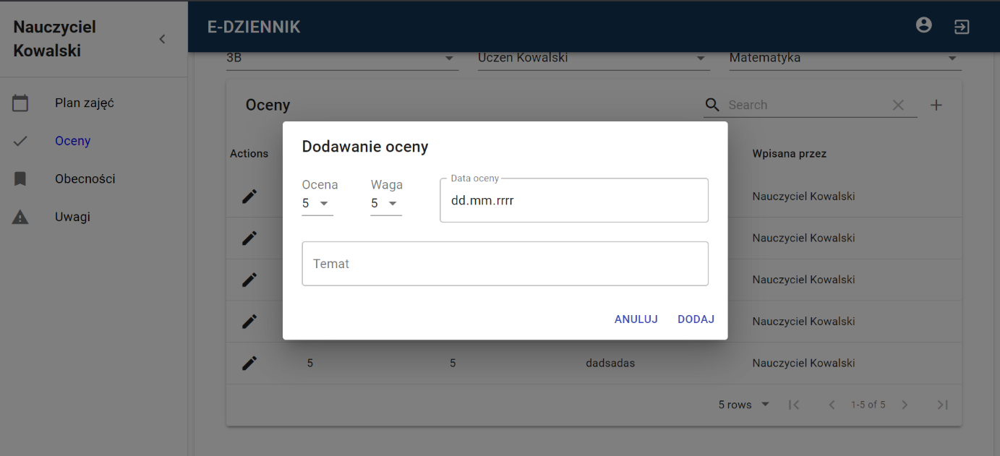 Nauczyciel
Kowalski
E-DZIENNIK
Plan zajęć
Oceny
Obecności
Uwagi
3B
Uczen Kowalski
Matematyka
Oceny
Search
Actions
Wpisana przez
Nauczyciel Kowalski
Nauczyciel Kowalski
Nauczyciel Kowalski
Nauczyciel Kowalski
5 5 dadsadas Nauczyciel Kowalski
5 rows 1-5 of 5
Dodawanie oceny
Ocena
5
Waga
5
Data oceny
dd.mm.rrrr
Temat
ANULUJ DODAJ